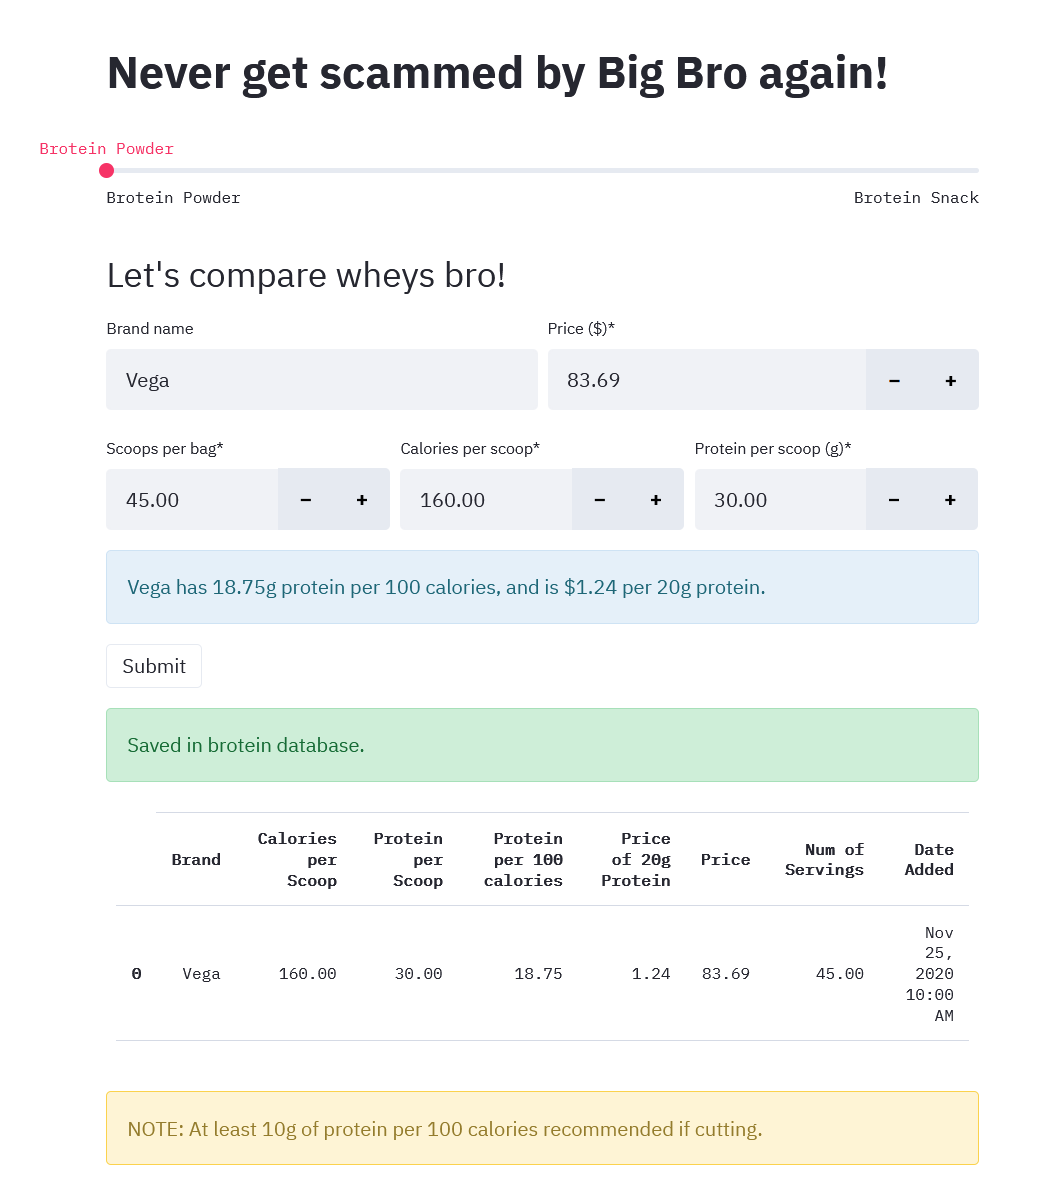 Never get scammed by Big Bro again!
Brotein Powder
Brotein Powder Brotein Snack
Let's compare wheys bro!
Brand name Price ($)*
Vega 83.69 − +
Scoops per bag* Calories per scoop* Protein per scoop (g)*
45.00 − + 160.00 − + 30.00 − +
Vega has 18.75g protein per 100 calories, and is $1.24 per 20g protein.
Submit
Saved in brotein database.
Brand Calories per Scoop Protein per Scoop Protein per 100 calories Price of 20g Protein Price Num of Servings Date Added
0 Vega 160.00 30.00 18.75 1.24 83.69 45.00 Nov 25, 2020 10:00 AM
NOTE: At least 10g of protein per 100 calories recommended if cutting.